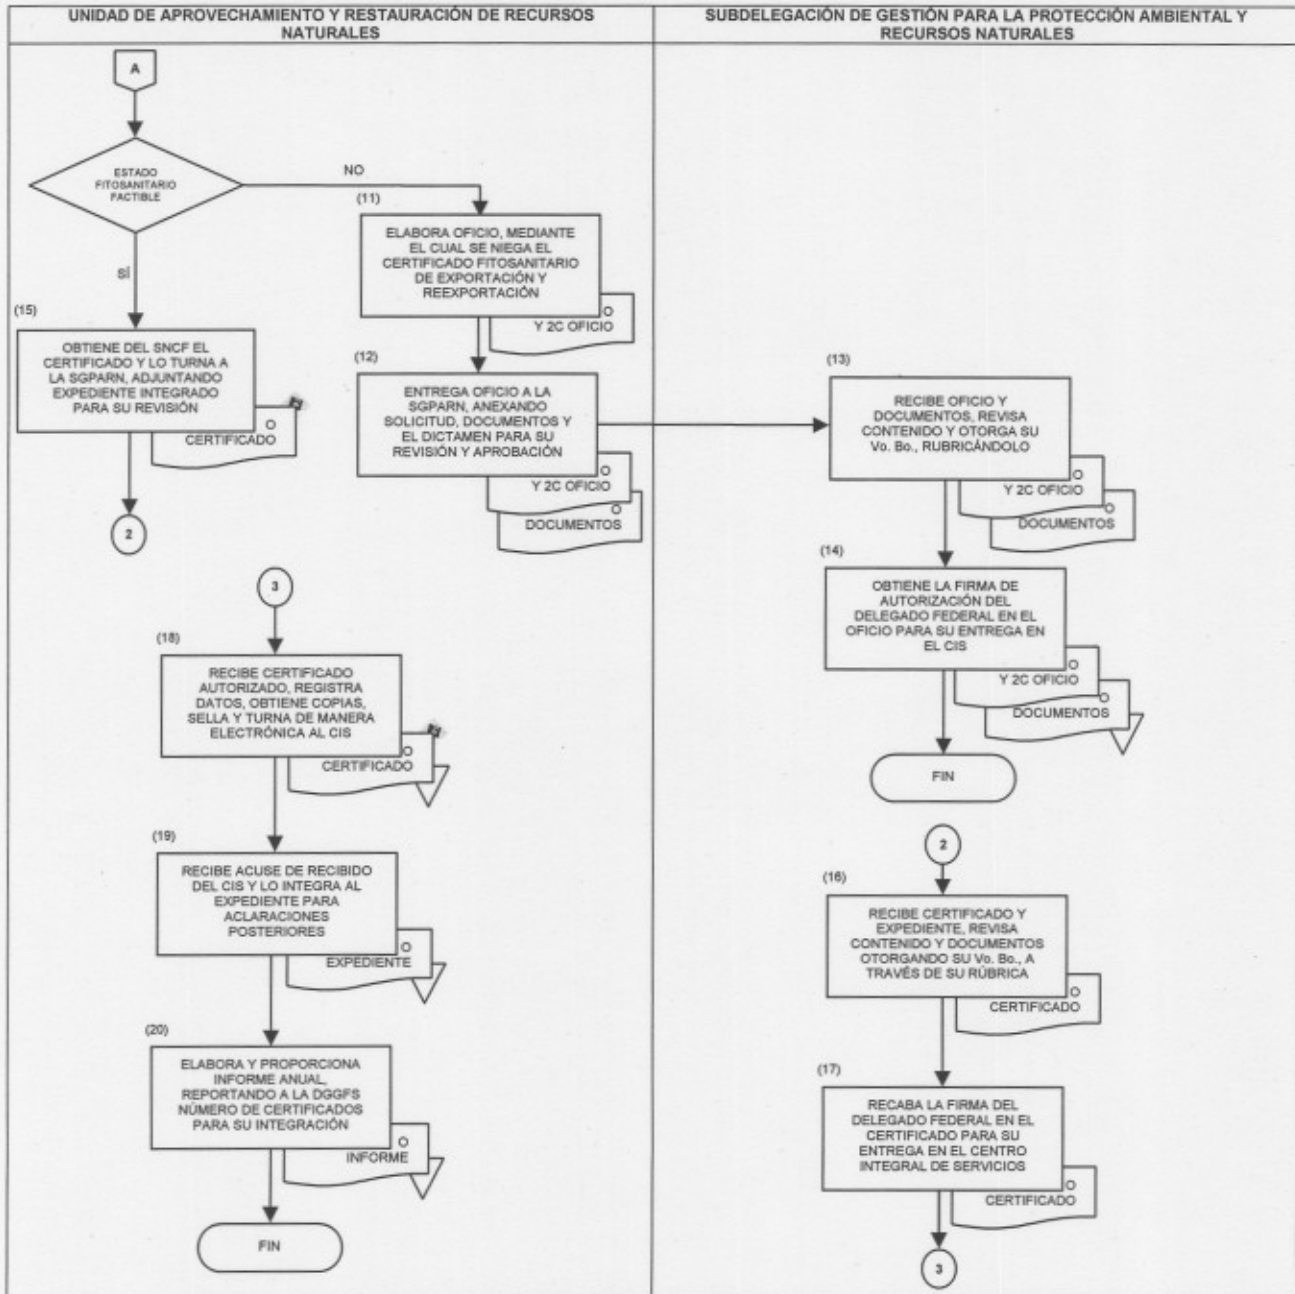 UNIDAD DE APROVECHAMIENTO Y RESTAURACIÓN DE RECURSOS
NATURALES
SUBDELEGACIÓN DE GESTIÓN PARA LA PROTECCIÓN AMBIENTAL Y
RECURSOS NATURALES
A
ESTADO
FITOSANITARIO
FACTIBLE
NO
SÍ
(11)
ELABORA OFICIO, MEDIANTE
EL CUAL SE NIEGA EL
CERTIFICADO FITOSANITARIO
DE EXPORTACIÓN Y
REEXPORTACIÓN
O
Y 2C OFICIO
(15)
OBTIENE DEL SNCF EL
CERTIFICADO Y LO TURNA A
LA SGPARN, ADJUNTANDO
EXPEDIENTE INTEGRADO
PARA SU REVISIÓN
O
CERTIFICADO
2
(12)
ENTREGA OFICIO A LA
SGPARN, ANEXANDO
SOLICITUD, DOCUMENTOS Y
EL DICTAMEN PARA SU
REVISIÓN Y APROBACIÓN
O
Y 2C OFICIO
O
DOCUMENTOS
(13)
RECIBE OFICIO Y
DOCUMENTOS, REVISA
CONTENIDO Y OTORGA SU
Vo. Bo., RUBRICÁNDOLO
O
Y 2C OFICIO
O
DOCUMENTOS
(14)
OBTIENE LA FIRMA DE
AUTORIZACIÓN DEL
DELEGADO FEDERAL EN EL
OFICIO PARA SU ENTREGA EN
EL CIS
O
Y 2C OFICIO
O
DOCUMENTOS
FIN
3
(18)
RECIBE CERTIFICADO
AUTORIZADO, REGISTRA
DATOS, OBTIENE COPIAS,
SELLA Y TURNA DE MANERA
ELECTRÓNICA AL CIS
O
CERTIFICADO
(19)
RECIBE ACUSE DE RECIBIDO
DEL CIS Y LO INTEGRA AL
EXPEDIENTE PARA
ACLARACIONES
POSTERIORES
O
EXPEDIENTE
(20)
ELABORA Y PROPORCIONA
INFORME ANUAL,
REPORTANDO A LA DGGFS
NÚMERO DE CERTIFICADOS
PARA SU INTEGRACIÓN
O
INFORME
FIN
2
(16)
RECIBE CERTIFICADO Y
EXPEDIENTE, REVISA
CONTENIDO Y DOCUMENTOS
OTORGANDO SU Vo. Bo., A
TRAVÉS DE SU RÚBRICA
O
CERTIFICADO
(17)
RECABA LA FIRMA DEL
DELEGADO FEDERAL EN EL
CERTIFICADO PARA SU
ENTREGA EN EL CENTRO
INTEGRAL DE SERVICIOS
O
CERTIFICADO
3